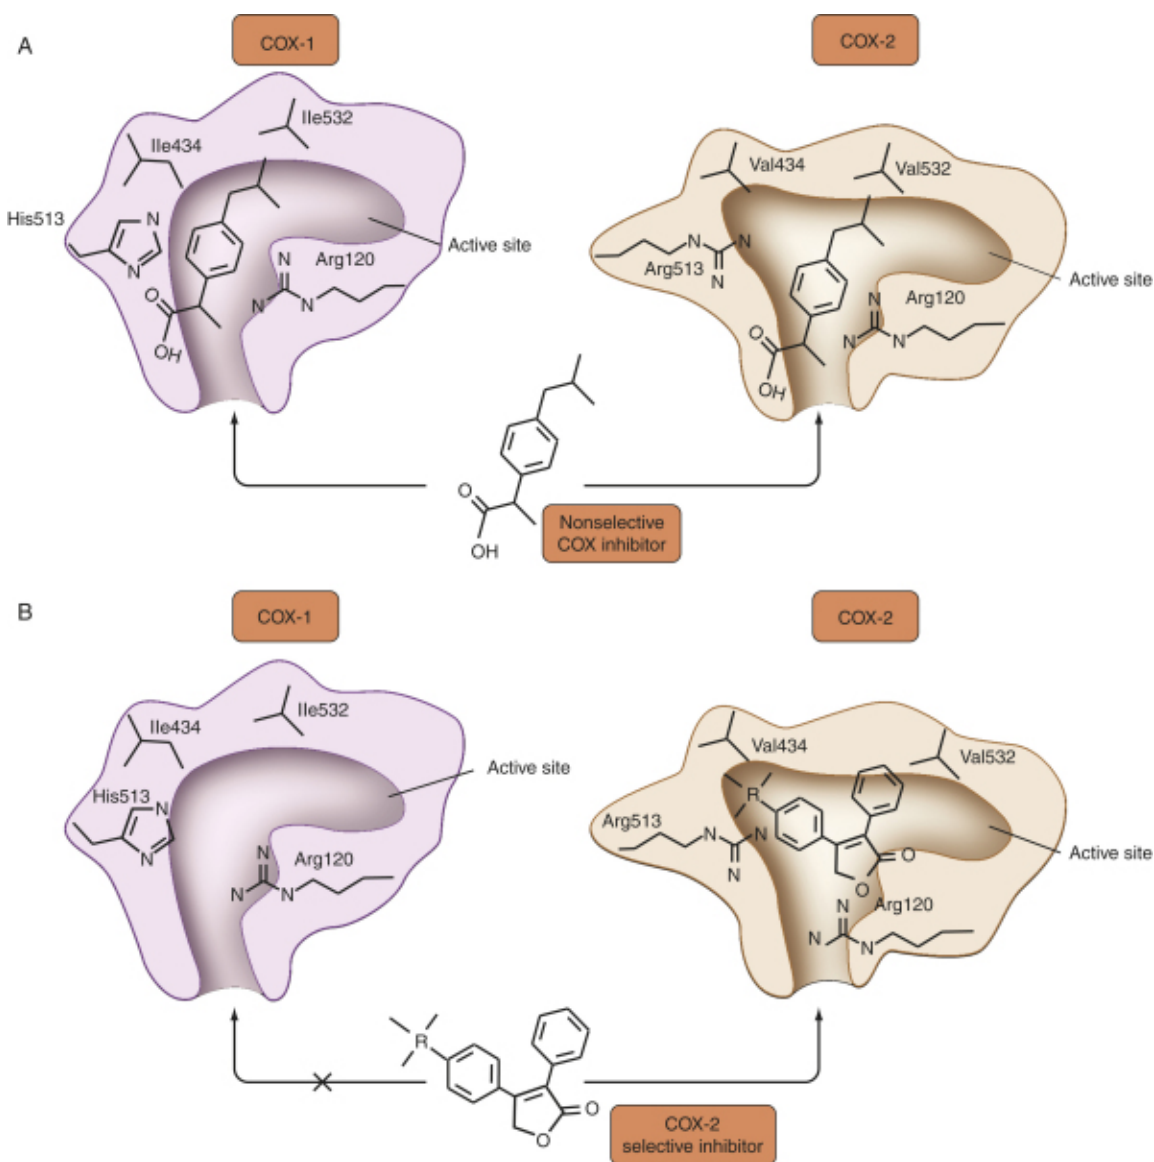 A
COX-1
COX-2
Ile532
Ile434
His513
Arg120
Active site
O
OH
N
N
N
N
N
Val434
Val532
Arg513
Arg120
Active site
N
N
N
O
OH
N
N
N
O
OH
Nonselective
COX inhibitor
B
COX-1
COX-2
Ile434
Ile532
His513
Arg120
Active site
N
N
N
N
N
Val434
Val532
R
Arg513
Arg120
Active site
N
N
N
O
O
N
N
N
R
O
O
COX-2
selective inhibitor